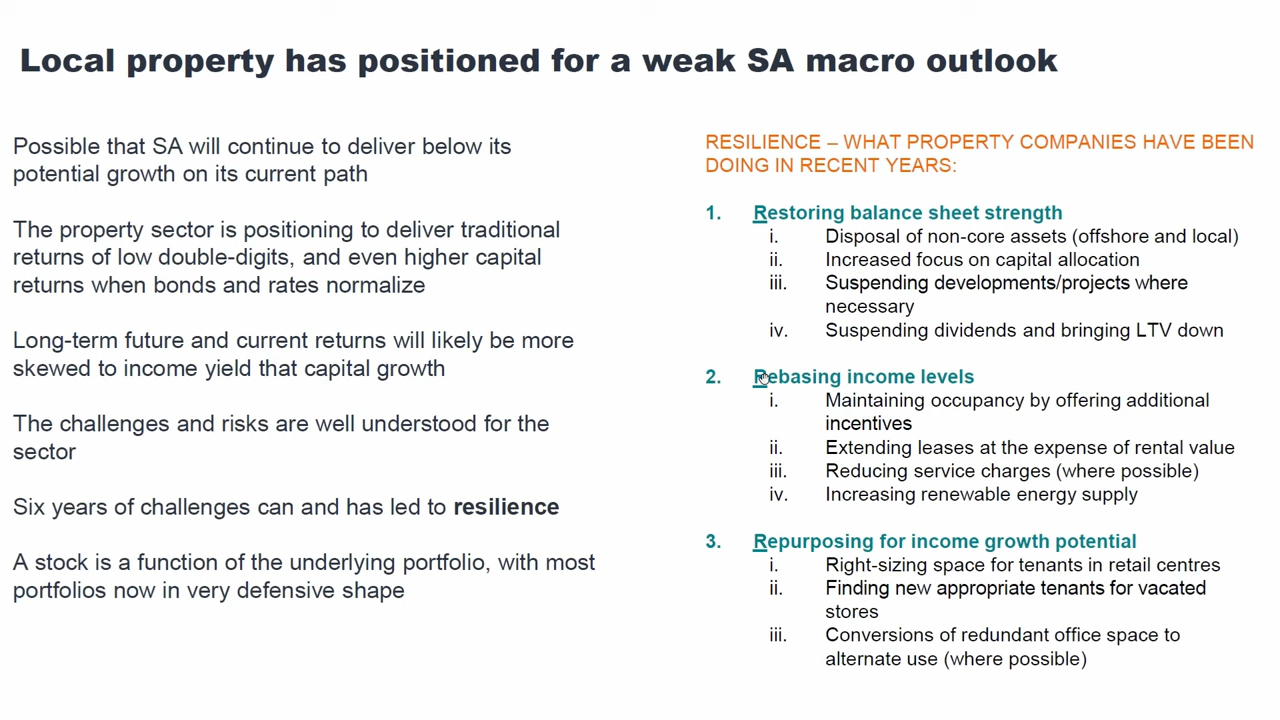 Local property has positioned for a weak SA macro outlook
Possible that SA will continue to deliver below its
potential growth on its current path
The property sector is positioning to deliver traditional
returns of low double-digits, and even higher capital
returns when bonds and rates normalize
Long-term future and current returns will likely be more
skewed to income yield that capital growth
The challenges and risks are well understood for the
sector
Six years of challenges can and has led to resilience
A stock is a function of the underlying portfolio, with most
portfolios now in very defensive shape
RESILIENCE – WHAT PROPERTY COMPANIES HAVE BEEN
DOING IN RECENT YEARS:
1. Restoring balance sheet strength
i. Disposal of non-core assets (offshore and local)
ii. Increased focus on capital allocation
iii. Suspending developments/projects where
necessary
iv. Suspending dividends and bringing LTV down
2. Rebasing income levels
i. Maintaining occupancy by offering additional
incentives
ii. Extending leases at the expense of rental value
iii. Reducing service charges (where possible)
iv. Increasing renewable energy supply
3. Repurposing for income growth potential
i. Right-sizing space for tenants in retail centres
ii. Finding new appropriate tenants for vacated
stores
iii. Conversions of redundant office space to
alternate use (where possible)